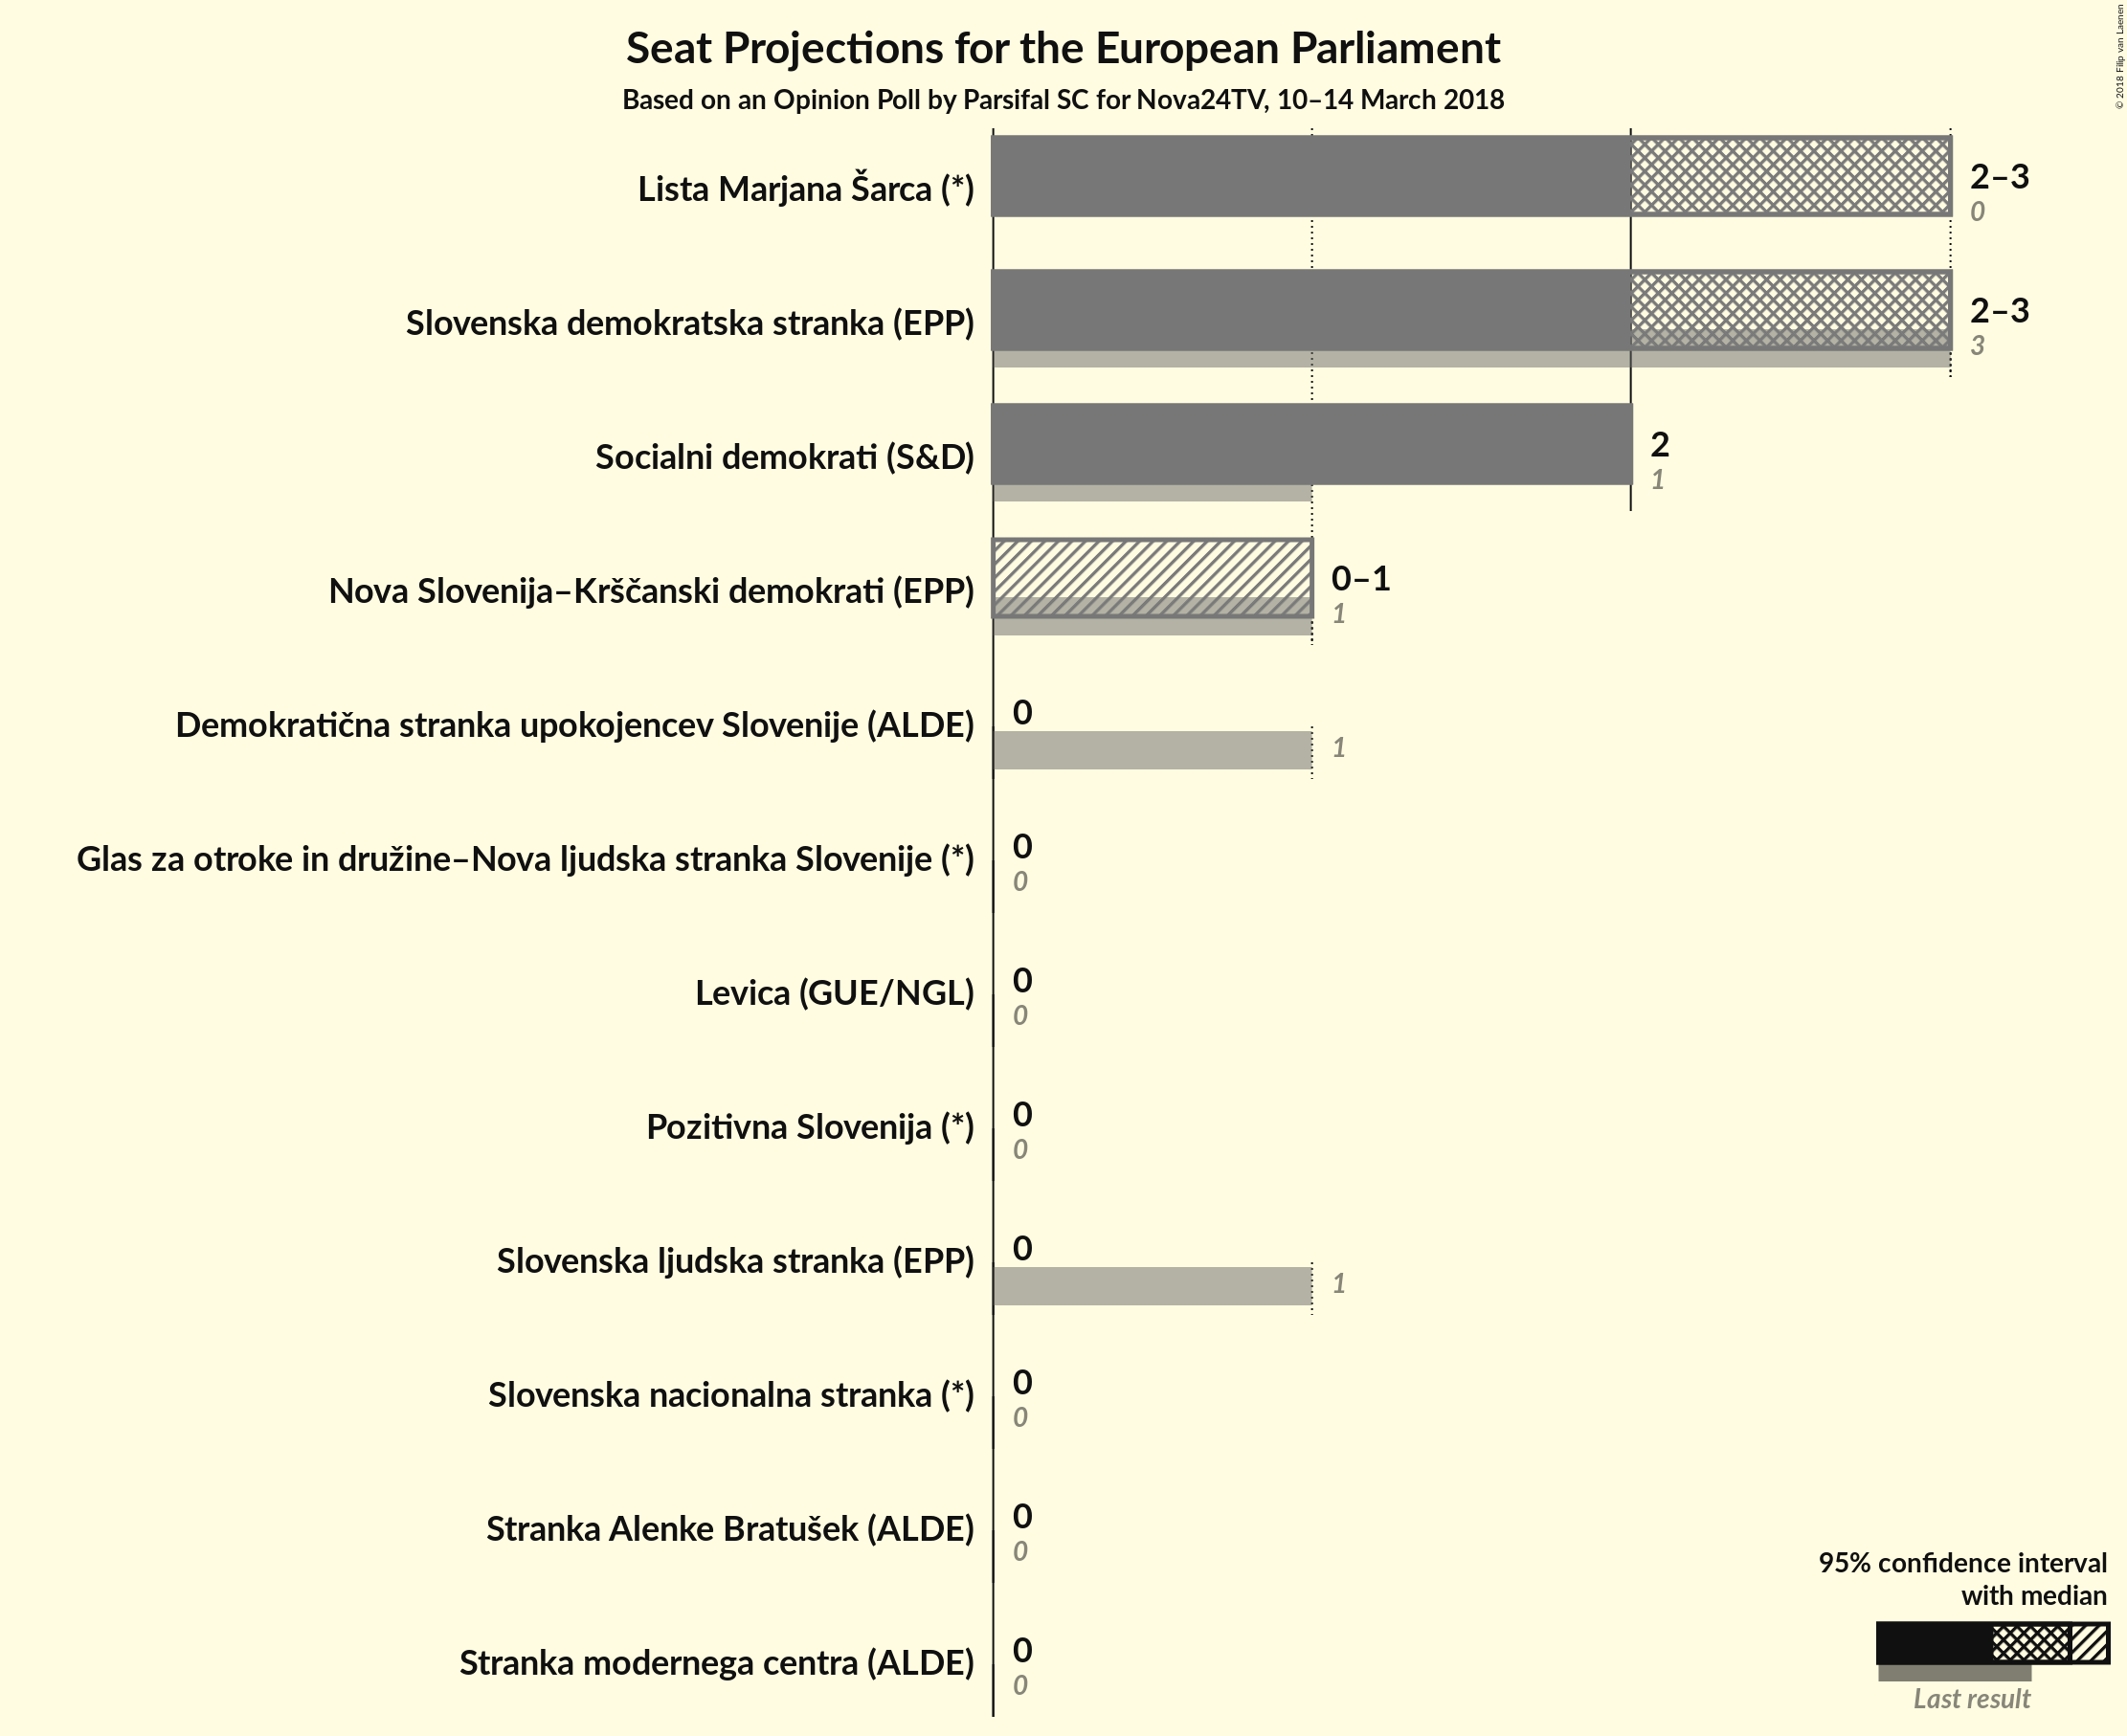 Seat Projections for the European Parliament
Based on an Opinion Poll by Parsifal SC for Nova24TV, 10–14 March 2018
© 2018 Filip van Laenen
Lista Marjana Šarca (*)
2–3
0
Slovenska demokratska stranka (EPP)
2–3
3
Socialni demokrati (S&D)
2
1
Nova Slovenija–Krščanski demokrati (EPP)
0–1
1
Demokratična stranka upokojencev Slovenije (ALDE)
0
1
Glas za otroke in družine–Nova ljudska stranka Slovenije (*)
0
0
Levica (GUE/NGL)
0
0
Pozitivna Slovenija (*)
0
0
Slovenska ljudska stranka (EPP)
0
1
Slovenska nacionalna stranka (*)
0
0
Stranka Alenke Bratušek (ALDE)
0
0
Stranka modernega centra (ALDE)
0
0
95% confidence interval
with median
Last result